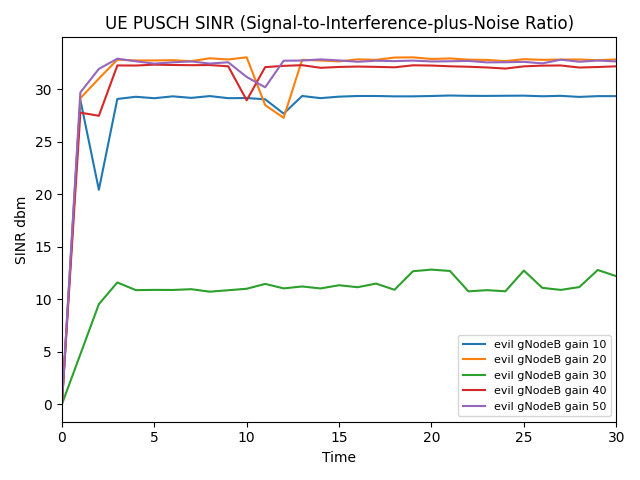 UE PUSCH SINR (Signal-to-Interference-plus-Noise Ratio)
SINR dbm
30
25
20
15
10
5
0
0 5 10 15 20 25 30
Time
evil gNodeB gain 10
evil gNodeB gain 20
evil gNodeB gain 30
evil gNodeB gain 40
evil gNodeB gain 50